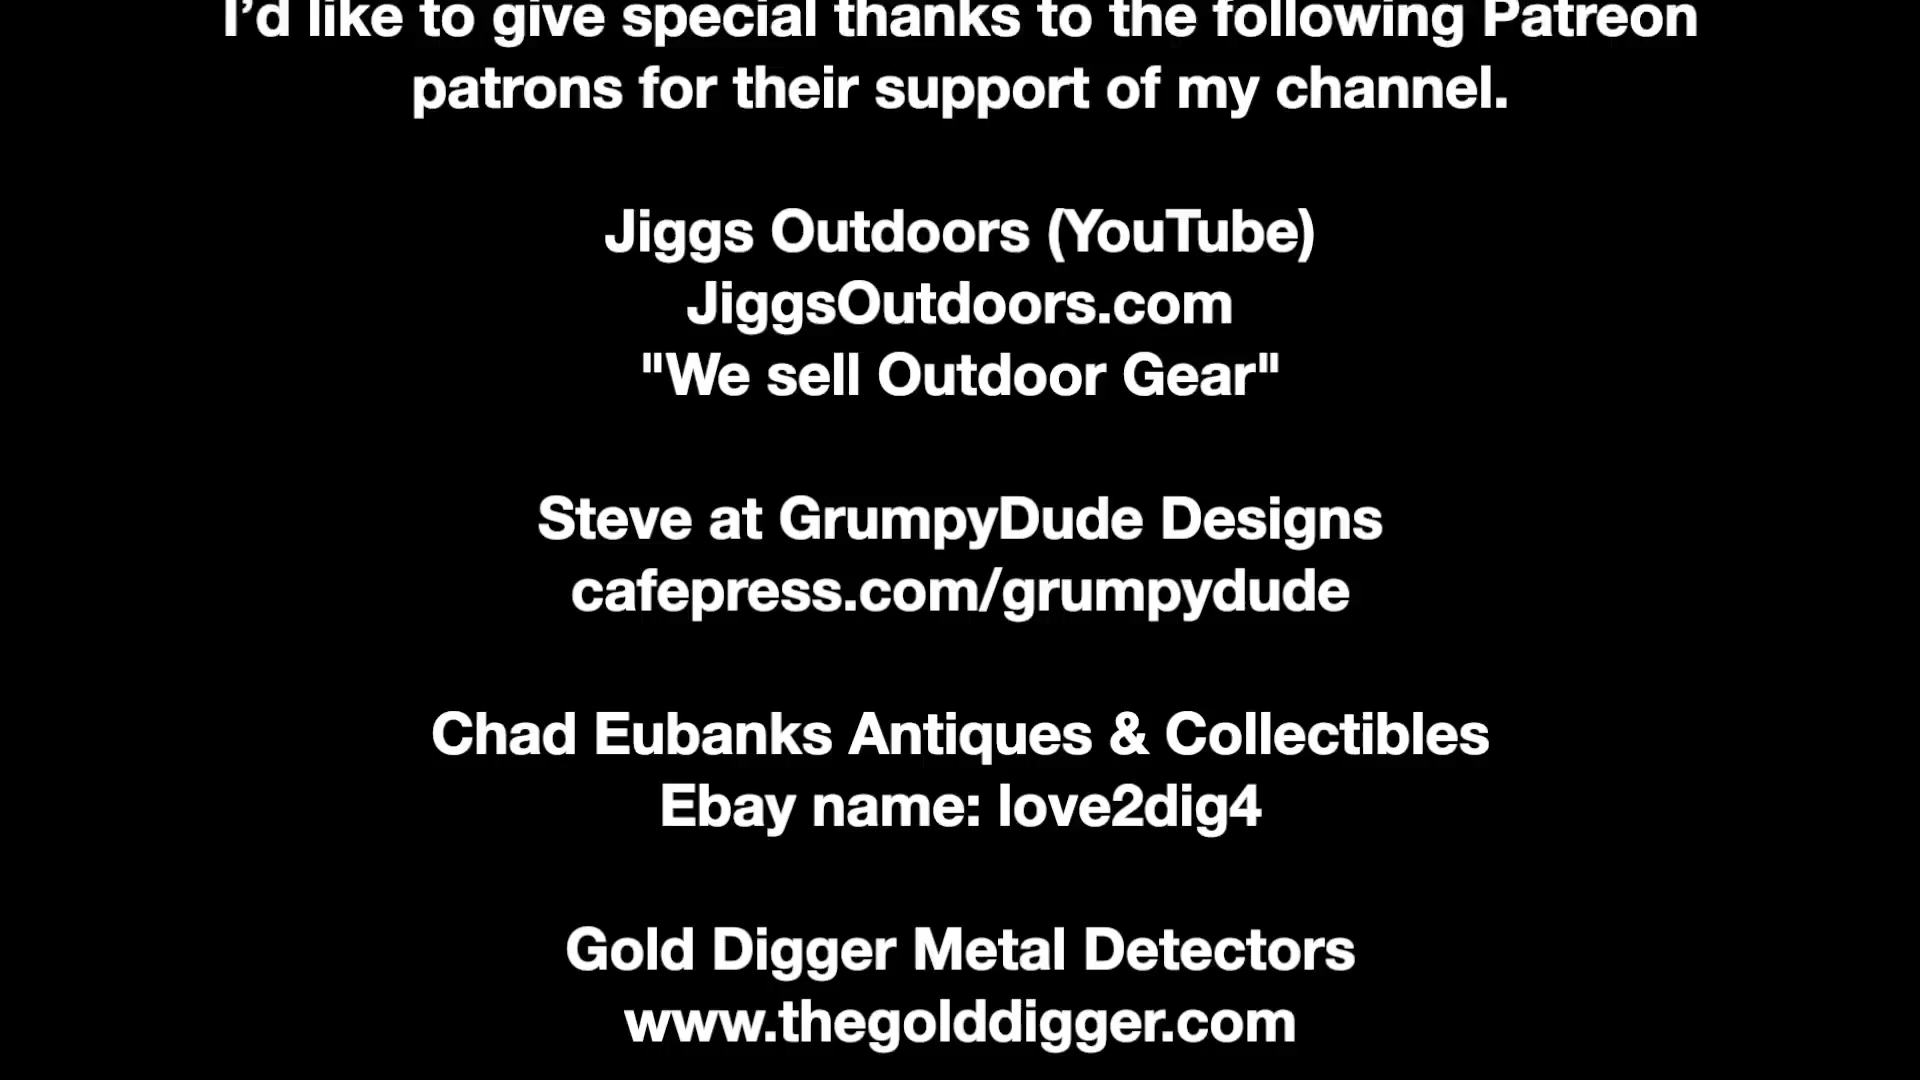 I’d like to give special thanks to the following Patreon
patrons for their support of my channel.
Jiggs Outdoors (YouTube)
JiggsOutdoors.com
"We sell Outdoor Gear"
Steve at GrumpyDude Designs
cafepress.com/grumpydude
Chad Eubanks Antiques & Collectibles
Ebay name: love2dig4
Gold Digger Metal Detectors
www.thegolddigger.com